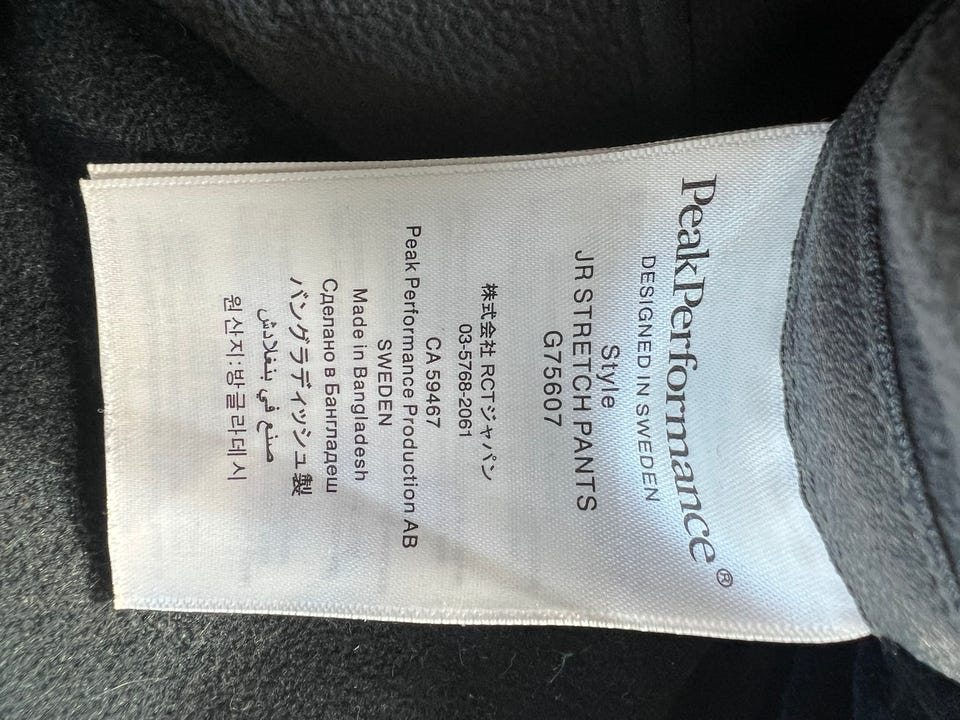 PeakPerformance®
DESIGNED IN SWEDEN
Style
JR STRETCH PANTS
G75607
株式会社 RCTジャパン
03-5768-2061
CA 59467
Peak Performance Production AB
SWEDEN
Made in Bangladesh
Сделано в Бангладеш
バングラディッシュ製
صنع في بنغلادش
원산지:방글라데시